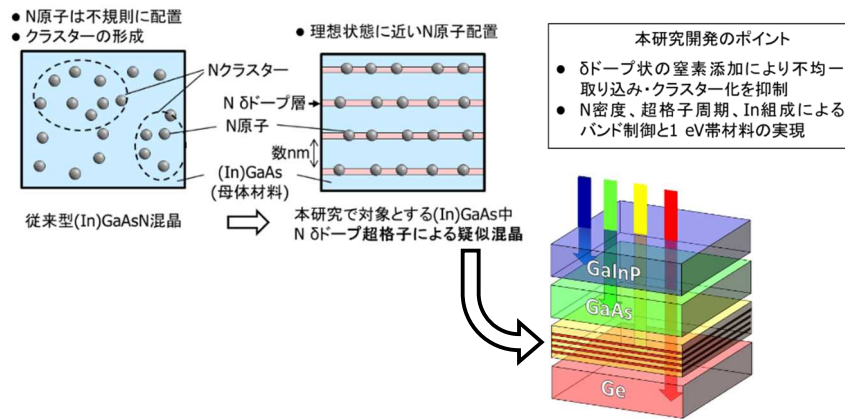 ● N原子は不規則に配置
● クラスターの形成
Nクラスター
N原子
(In)GaAs
(母体材料)
従来型(In)GaAsN混晶
● 理想状態に近いN原子配置
N δドープ層
数nm
本研究で対象とする(In)GaAs中
N δドープ超格子による疑似混晶
本研究開発のポイント
● δドープ状の窒素添加により不均一
取り込み・クラスター化を抑制
● N密度、超格子周期、In組成による
バンド制御と1 eV帯材料の実現
GaInP
GaAs
Ge